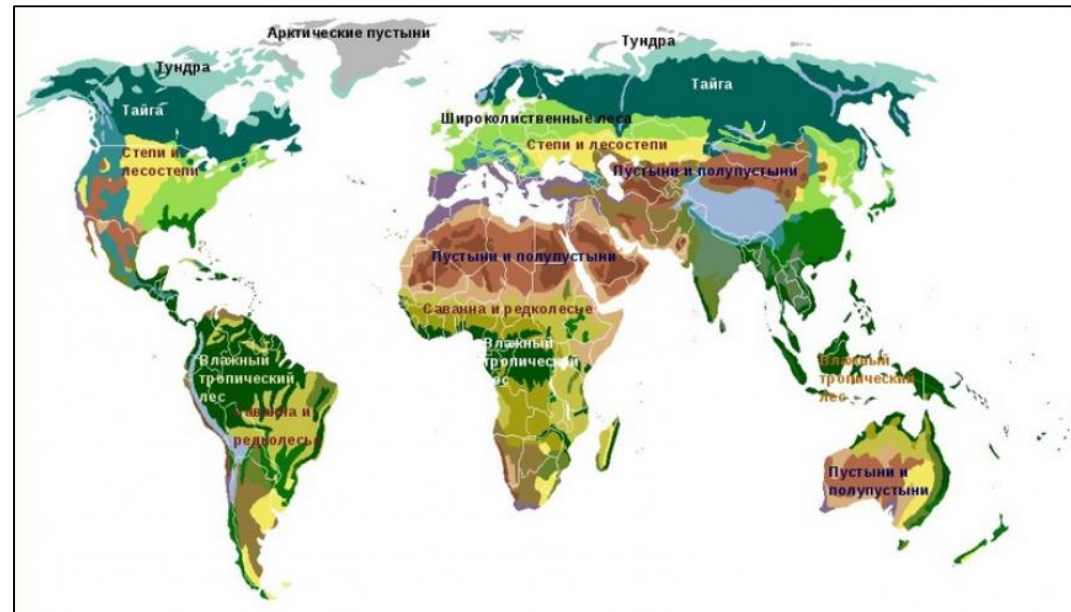 Арктические пустыни
Тундра
Тундра
Тайга
Тайга
Широколиственные леса
Степи и
лесостепи
Степи и лесостепи
Пустыни и полупустыни
Пустыни и полупустыни
Саванна и редколесье
Влажный
тропический
лес
Влажный
тропический
лес
Влажный
тропический
лес
Саванна и
редколесье
Пустыни и
полупустыни